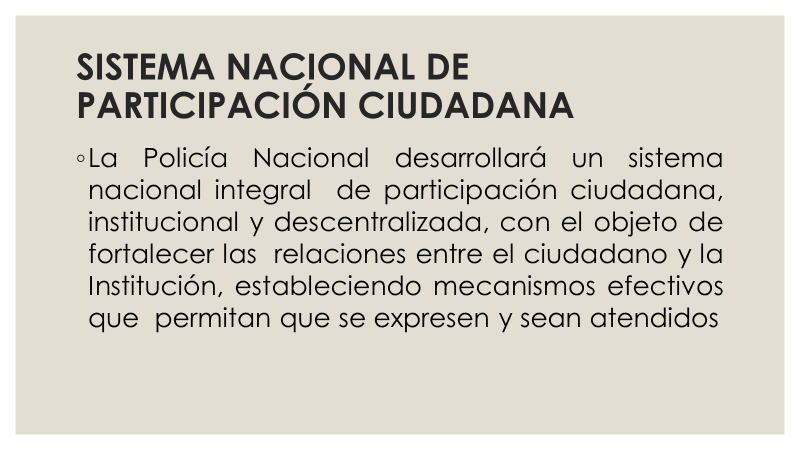 SISTEMA NACIONAL DE
PARTICIPACIÓN CIUDADANA
◦La Policía Nacional desarrollará un sistema
nacional integral de participación ciudadana,
institucional y descentralizada, con el objeto de
fortalecer las relaciones entre el ciudadano y la
Institución, estableciendo mecanismos efectivos
que permitan que se expresen y sean atendidos